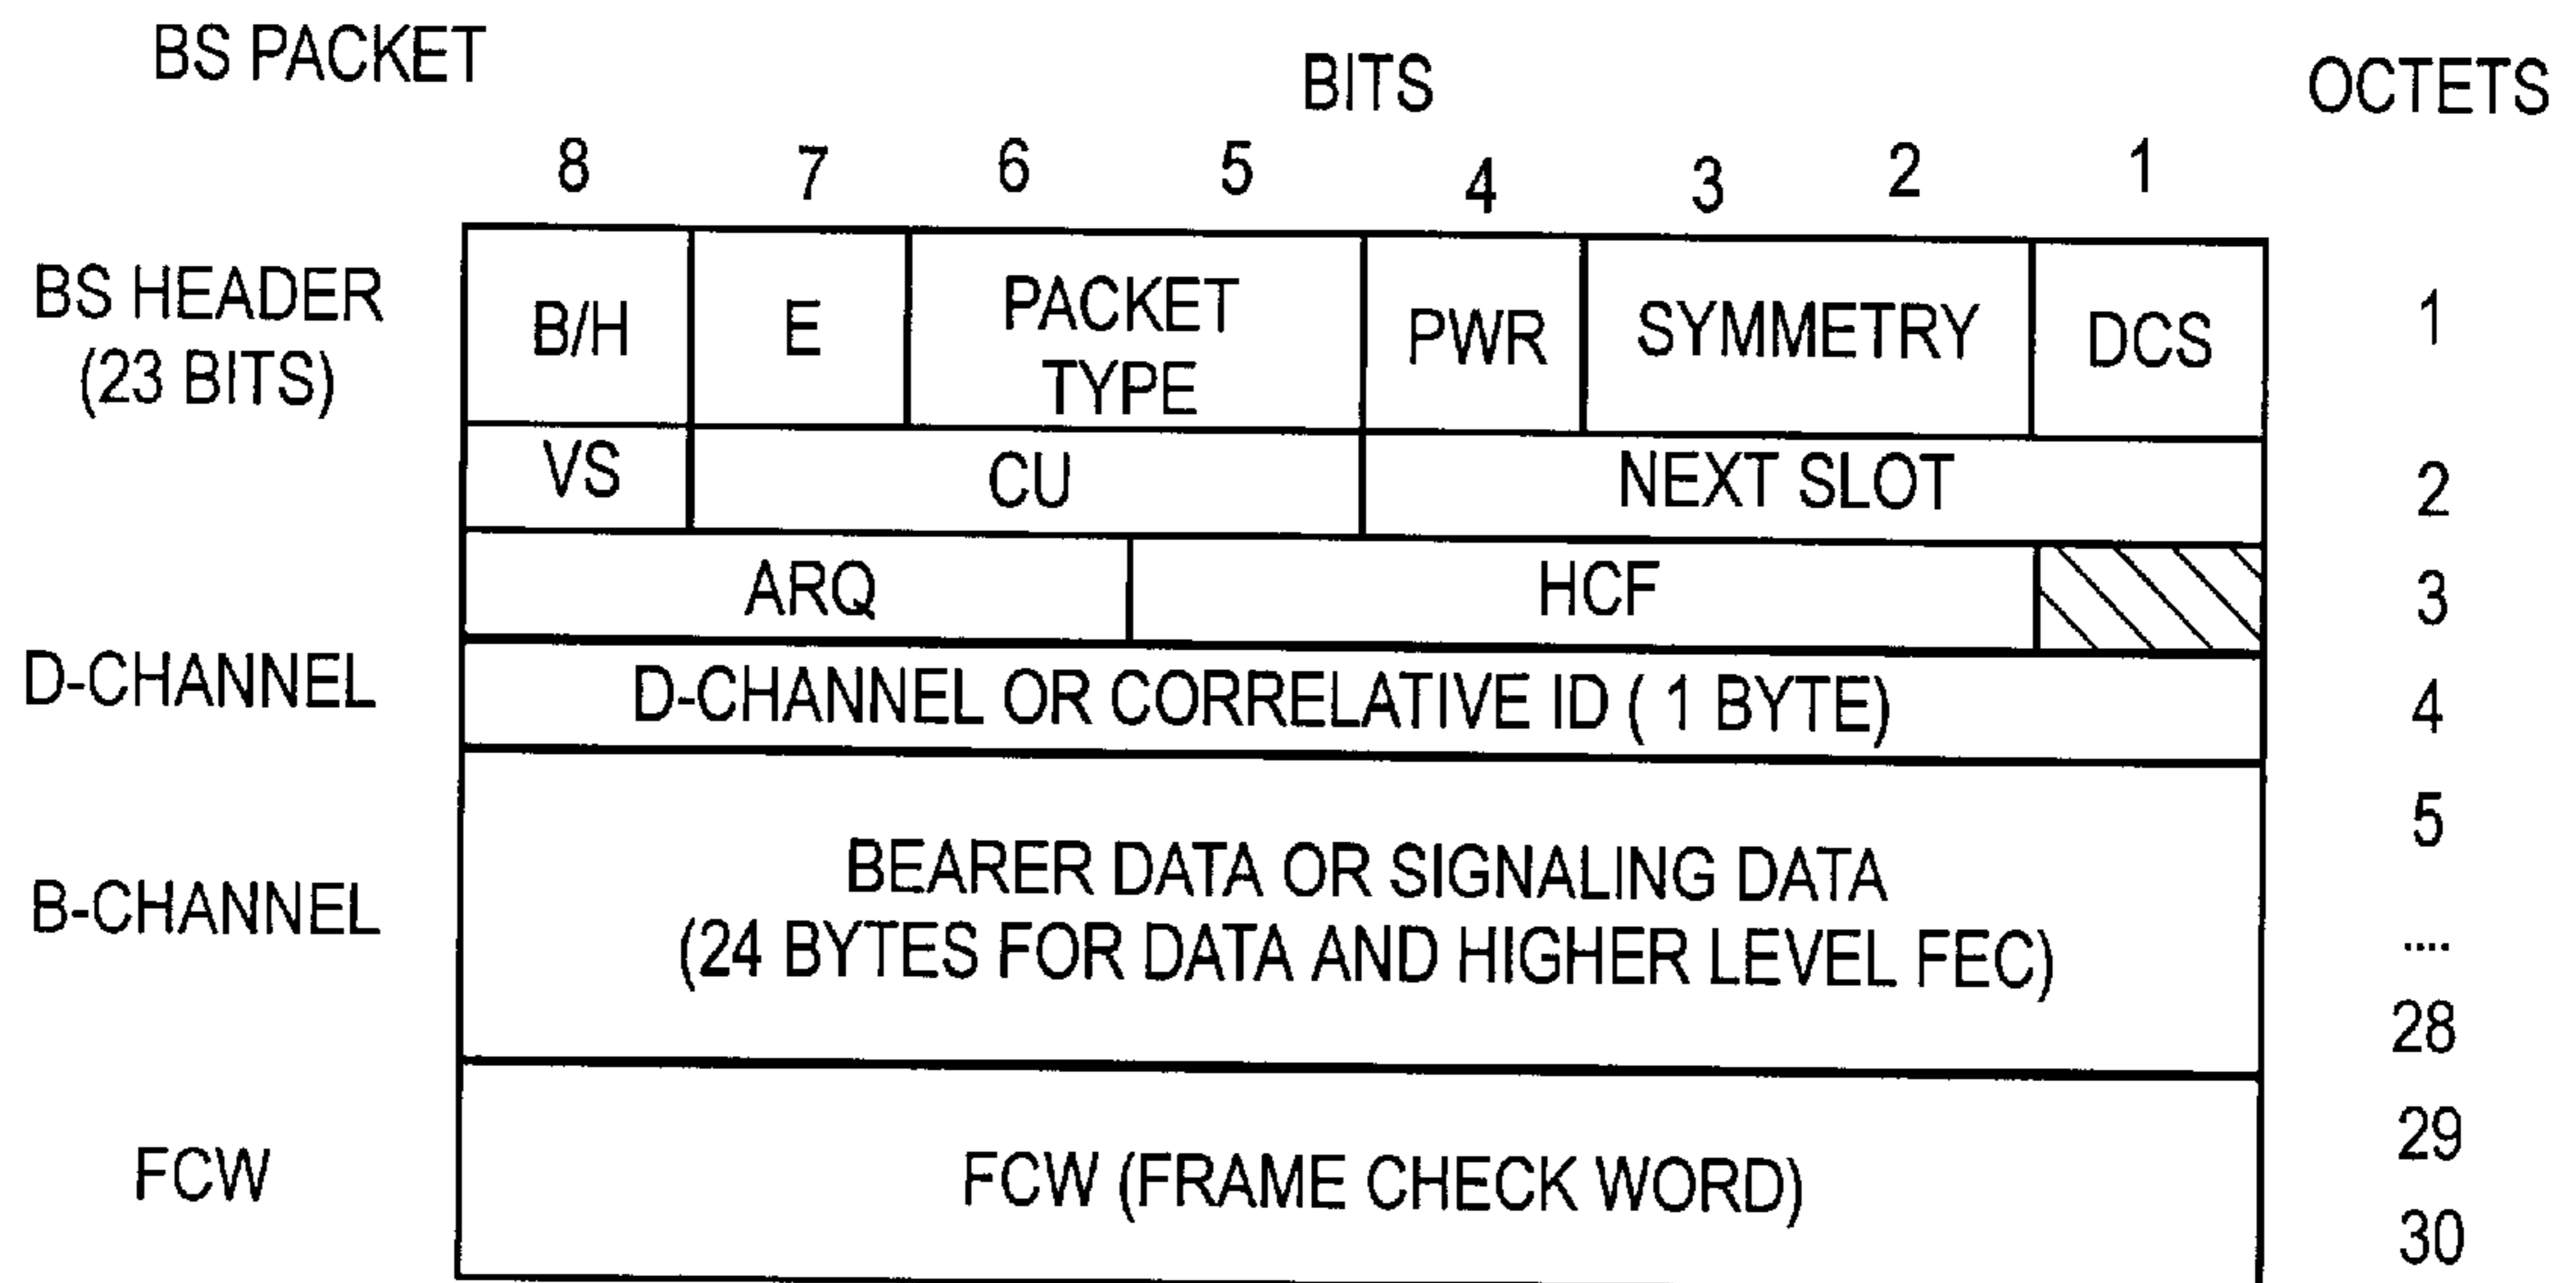 BS PACKET
BITS
OCTETS
8 7 6 5 4 3 2 1
BS HEADER
(23 BITS)
B/H E PACKET TYPE PWR SYMMETRY DCS 1
VS CU NEXT SLOT 2
ARQ HCF 3
D-CHANNEL D-CHANNEL OR CORRELATIVE ID ( 1 BYTE) 4
B-CHANNEL
BEARER DATA OR SIGNALING DATA
(24 BYTES FOR DATA AND HIGHER LEVEL FEC)
5
....
28
FCW FCW (FRAME CHECK WORD)
29
30